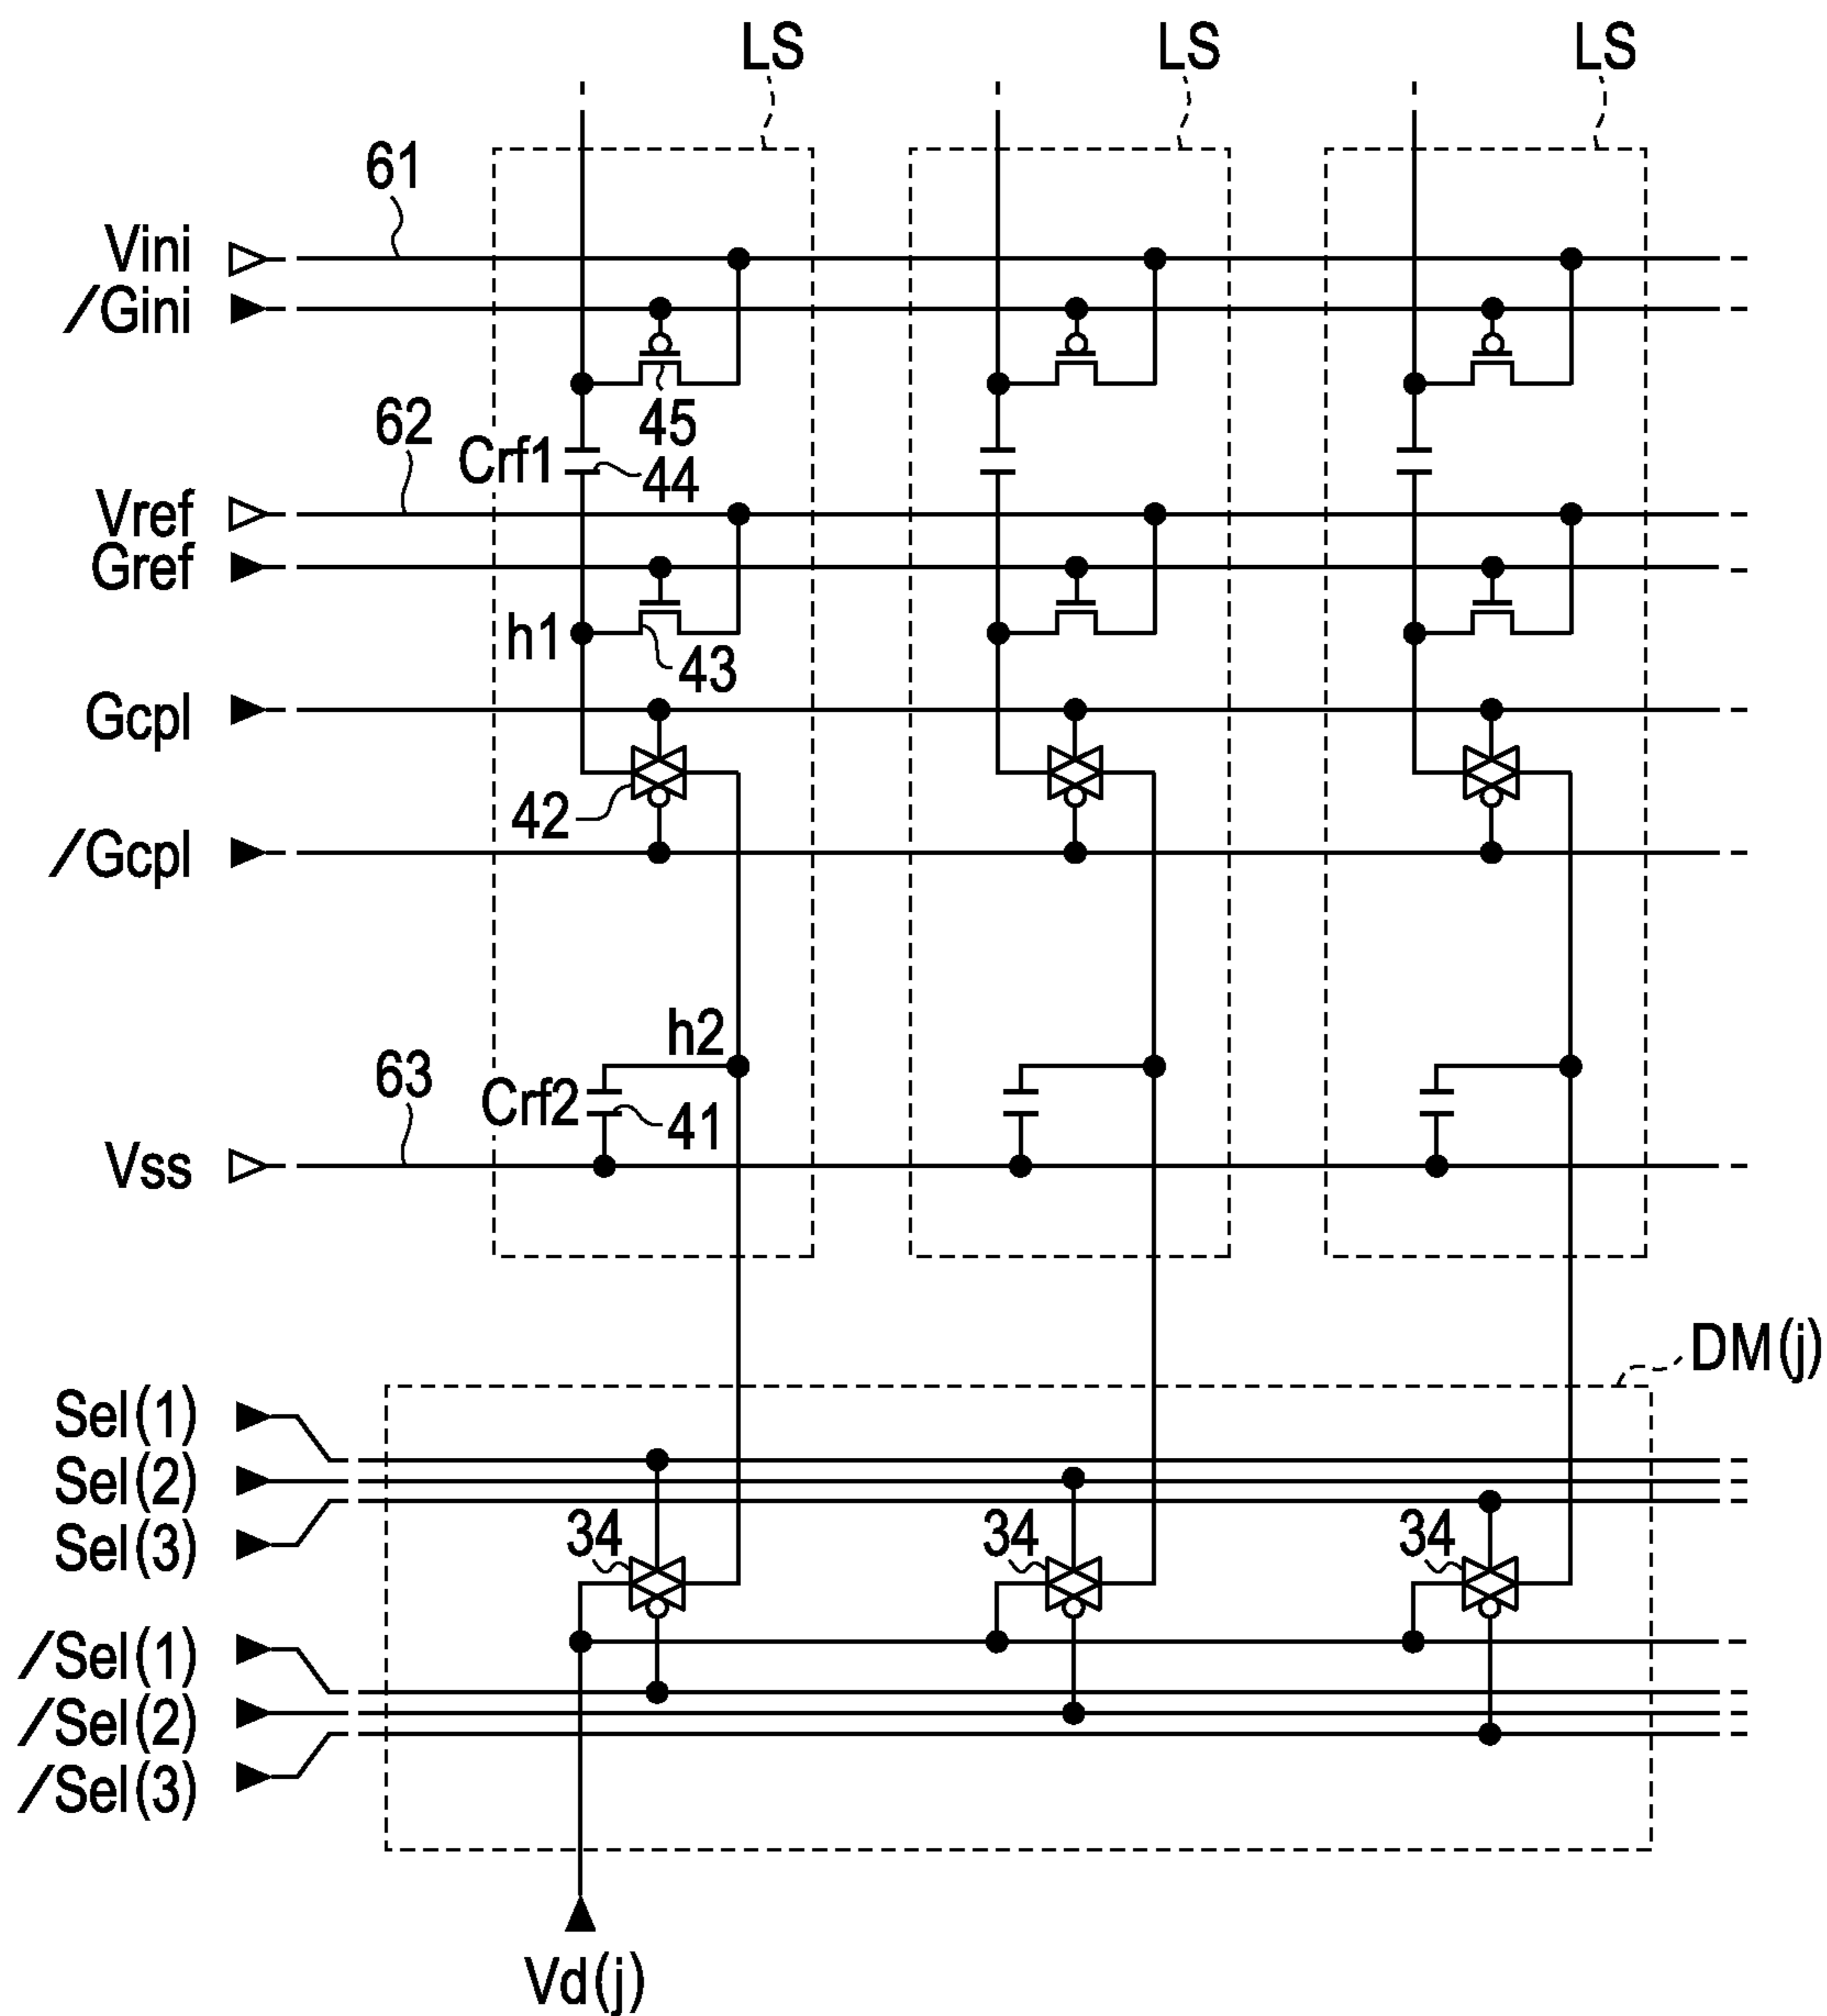 LS LS LS
61
Vini
/Gini
45
62
Crf1
44
Vref
Gref
h1
43
Gcpl
42
/Gcpl
h2
63
Crf2
41
Vss
DM(j)
Sel(1)
Sel(2)
Sel(3)
34 34 34
/Sel(1)
/Sel(2)
/Sel(3)
Vd(j)